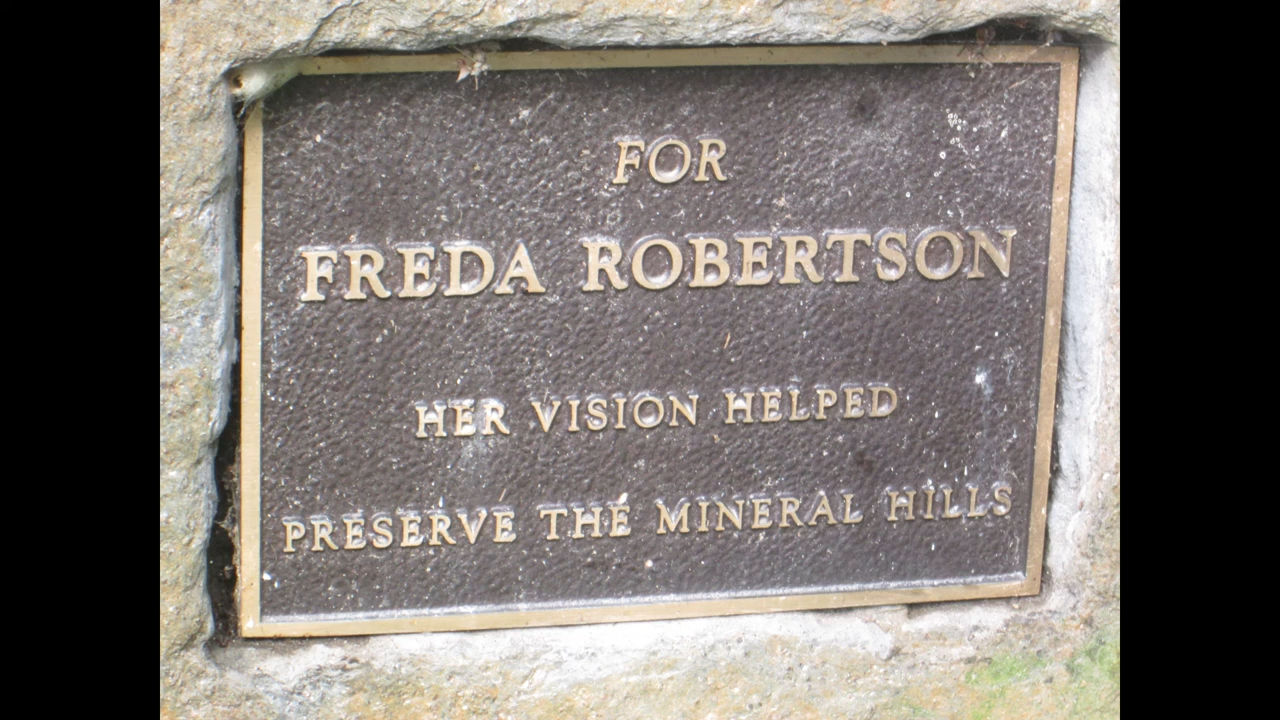 FOR
FREDA ROBERTSON
HER VISION HELPED
PRESERVE THE MINERAL HILLS